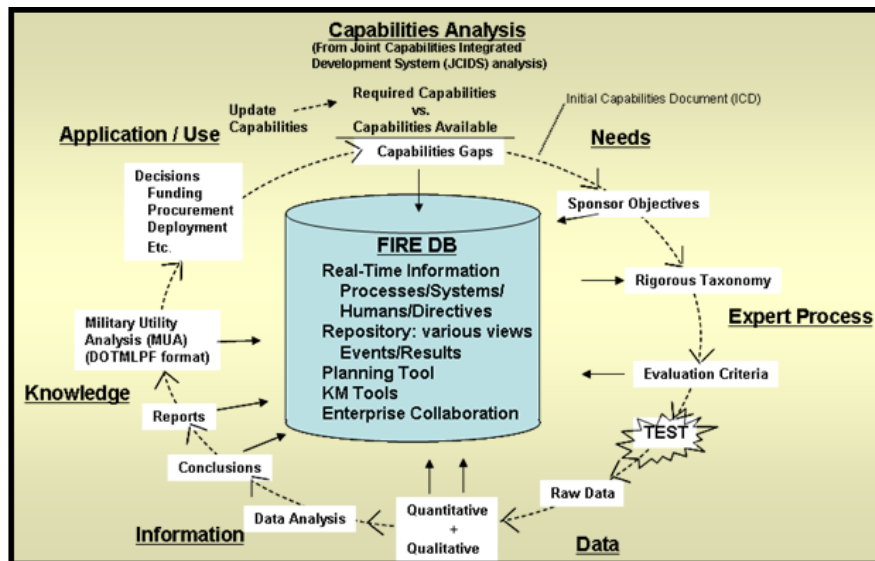 Capabilities Analysis
(From Joint Capabilities Integrated
Development System (JCIDS) analysis)
Update
Capabilities
Required Capabilities
vs.
Capabilities Available
Capabilities Gaps
Initial Capabilities Document (ICD)
Needs
Sponsor Objectives
Rigorous Taxonomy
Expert Process
Evaluation Criteria
TEST
Raw Data
Data
Quantitative
+
Qualitative
Data Analysis
Information
Conclusions
Reports
Knowledge
Military Utility
Analysis (MUA)
(DOTMLPF format)
Decisions
Funding
Procurement
Deployment
Etc.
Application / Use
FIRE DB
Real-Time Information
Processes/Systems/
Humans/Directives
Repository: various views
Events/Results
Planning Tool
KM Tools
Enterprise Collaboration